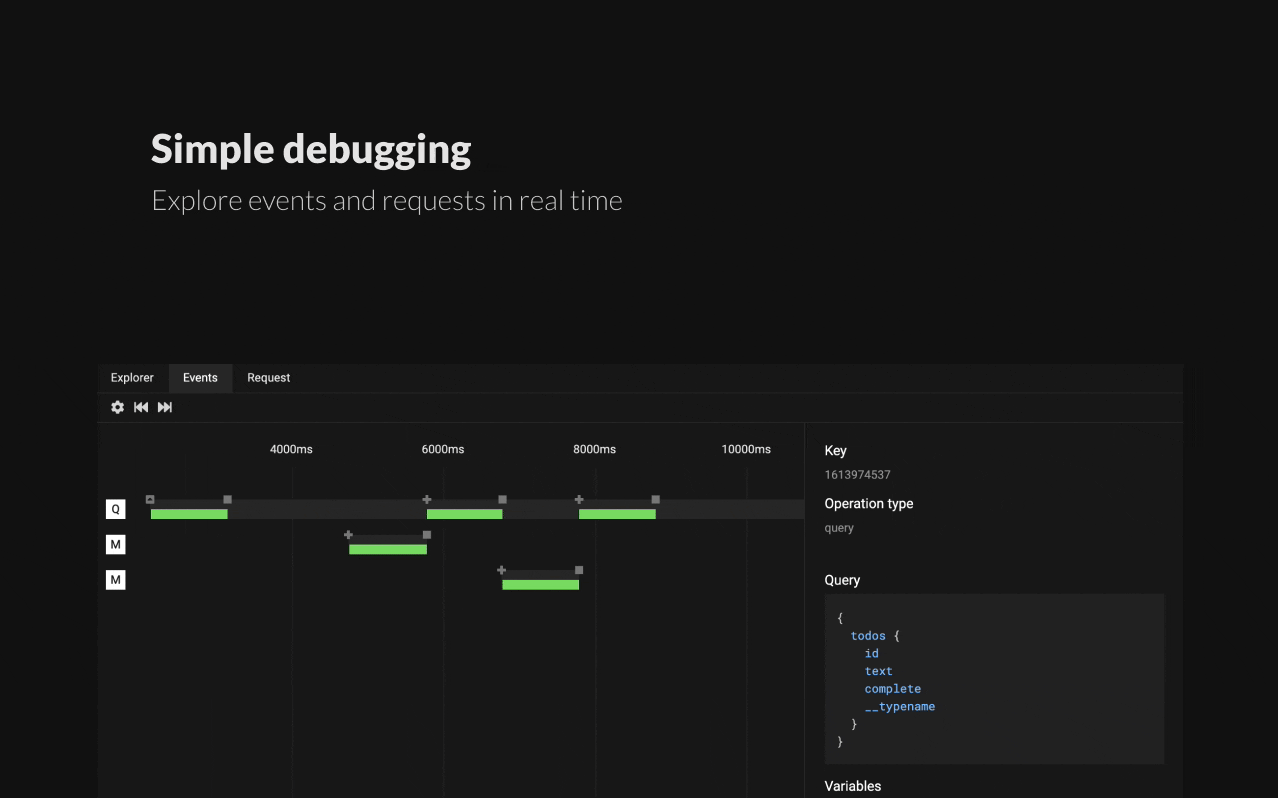 Simple debugging
Explore events and requests in real time
Explorer Events Request
4000ms 6000ms 8000ms 10000ms
Q
M
M
Key
1613974537
Operation type
query
Query
{
  todos {
    id
    text
    complete
    __typename
  }
}
Variables